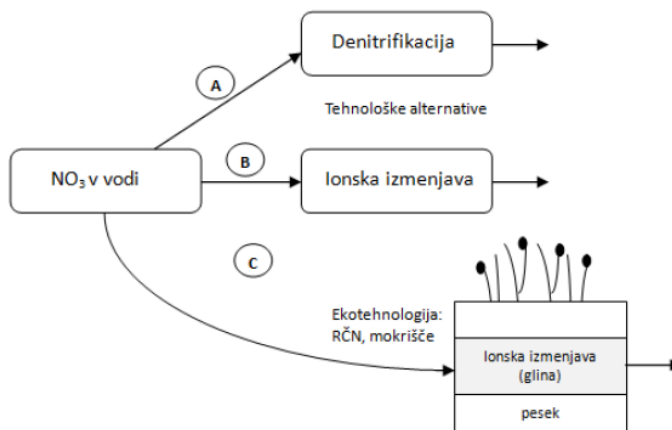 Denitrifikacija
A
Tehnološke alternative
NO₃ v vodi
B
Ionska izmenjava
C
Ekotehnologija:
RČN, mokrišče
Ionska izmenjava
(glina)
pesek